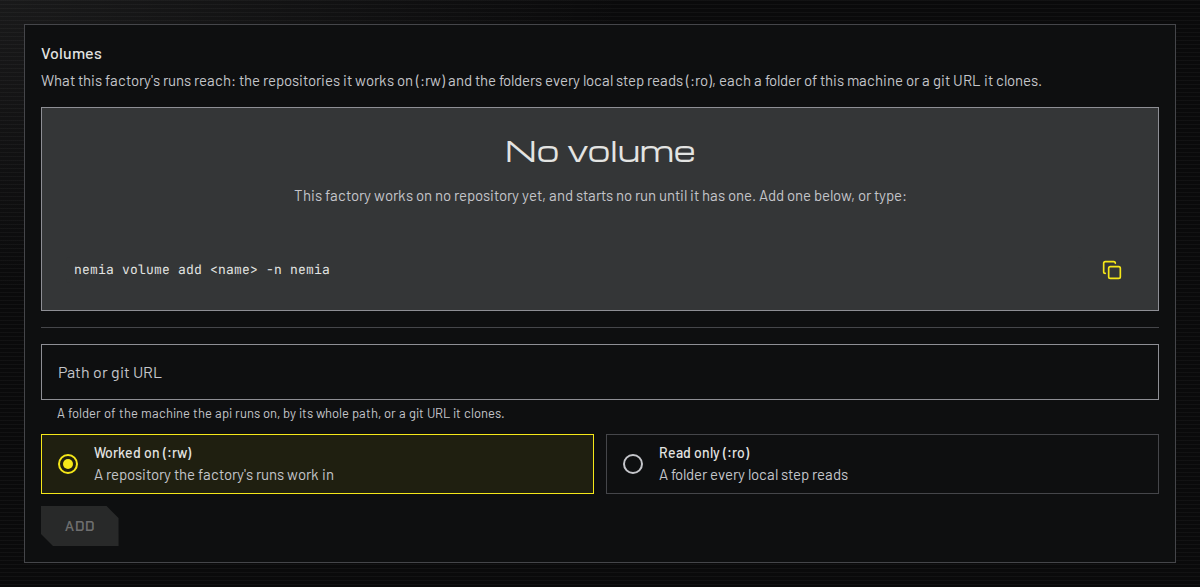 Volumes
What this factory's runs reach: the repositories it works on (:rw) and the folders every local step reads (:ro), each a folder of this machine or a git URL it clones.
No volume
This factory works on no repository yet, and starts no run until it has one. Add one below, or type:
nemia volume add <name> -n nemia
Path or git URL
A folder of the machine the api runs on, by its whole path, or a git URL it clones.
Worked on (:rw)
A repository the factory's runs work in
Read only (:ro)
A folder every local step reads
ADD